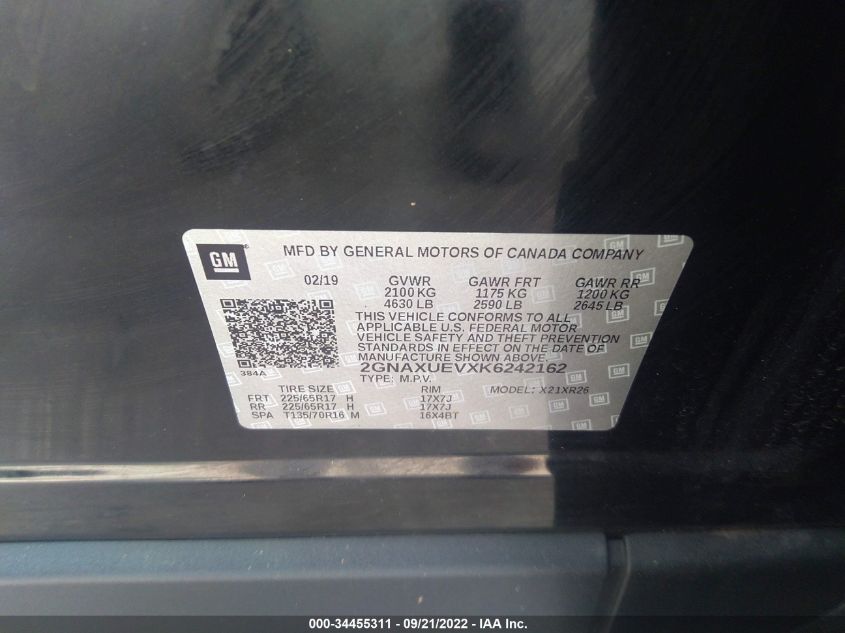 GM
MFD BY GENERAL MOTORS OF CANADA COMPANY
02/19 GVWR GAWR FRT GAWR RR
2100 KG 1175 KG 1200 KG
4630 LB 2590 LB 2645 LB
THIS VEHICLE CONFORMS TO ALL
APPLICABLE U.S. FEDERAL MOTOR
VEHICLE SAFETY AND THEFT PREVENTION
STANDARDS IN EFFECT ON THE DATE OF
MANUFACTURE SHOWN ABOVE.
384A
2GNAXUEVXK6242162
TYPE: M.P.V.
TIRE SIZE RIM MODEL: X21XR26
FRT 225/65R17 H 17X7J
RR 225/65R17 H 17X7J
SPA T135/70R16 M 16X4BT
000-34455311 - 09/21/2022 - IAA Inc.